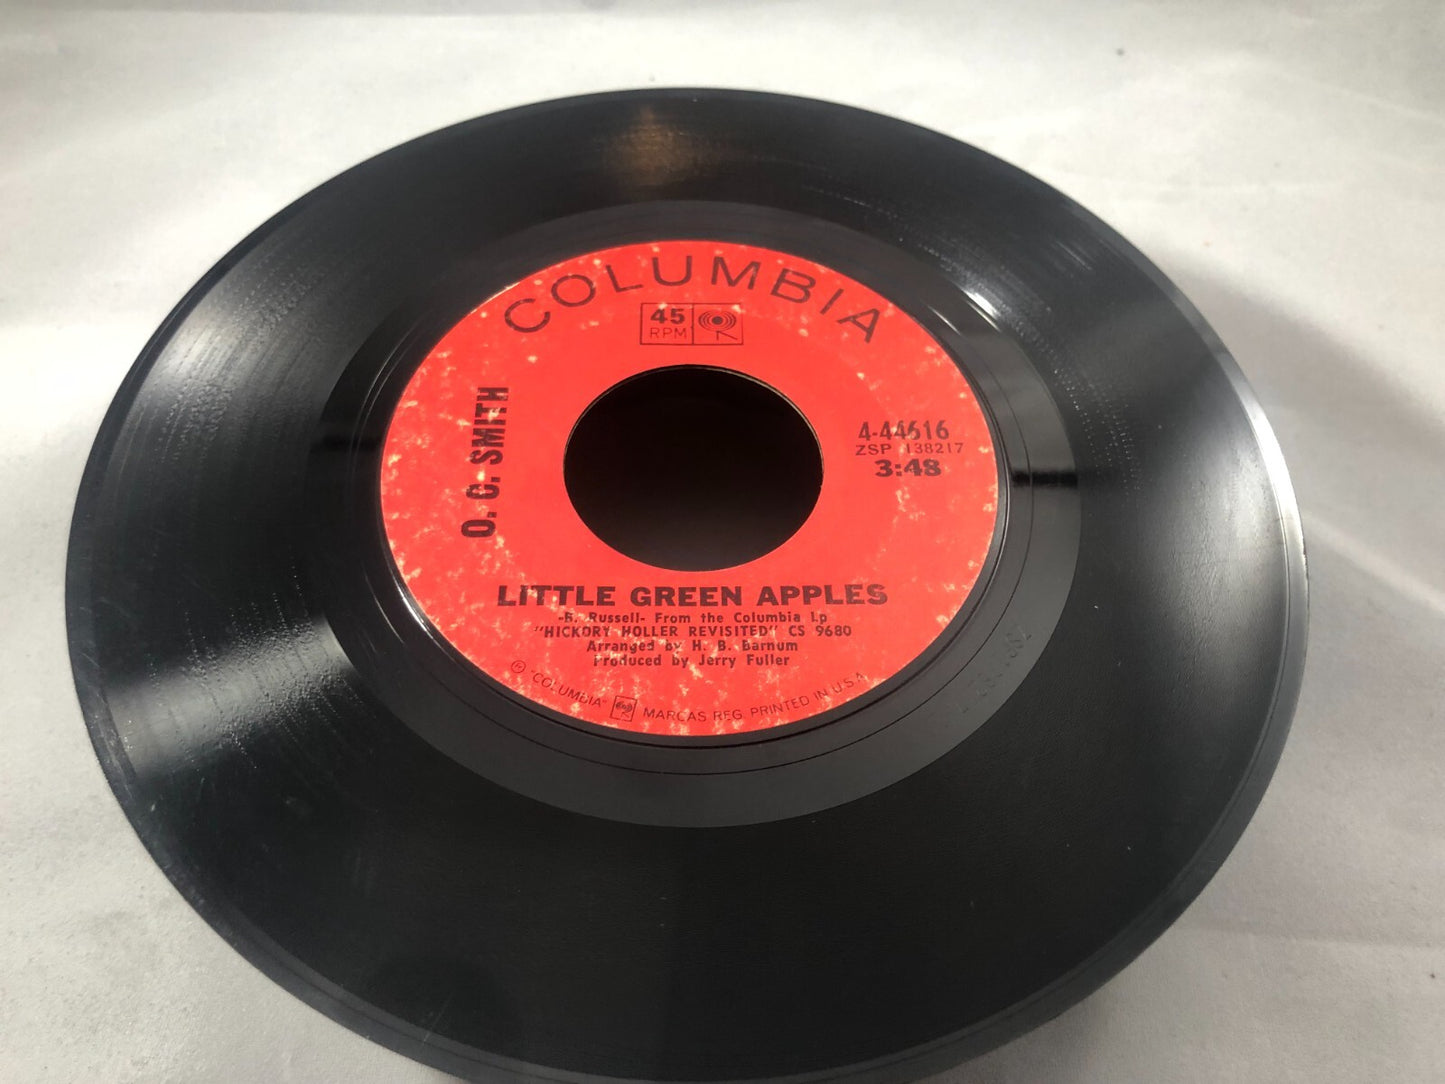 COLUMBIA
45
RPM
O. C. SMITH
4-44616
ZSP 138217
3:48
LITTLE GREEN APPLES
-B. Russell- From the Columbia Lp
"HICKORY HOLLER REVISITED" CS 9680
Arranged by H. B. Barnum
Produced by Jerry Fuller
Ⓟ "COLUMBIA" MARCAS REG. PRINTED IN U.S.A.